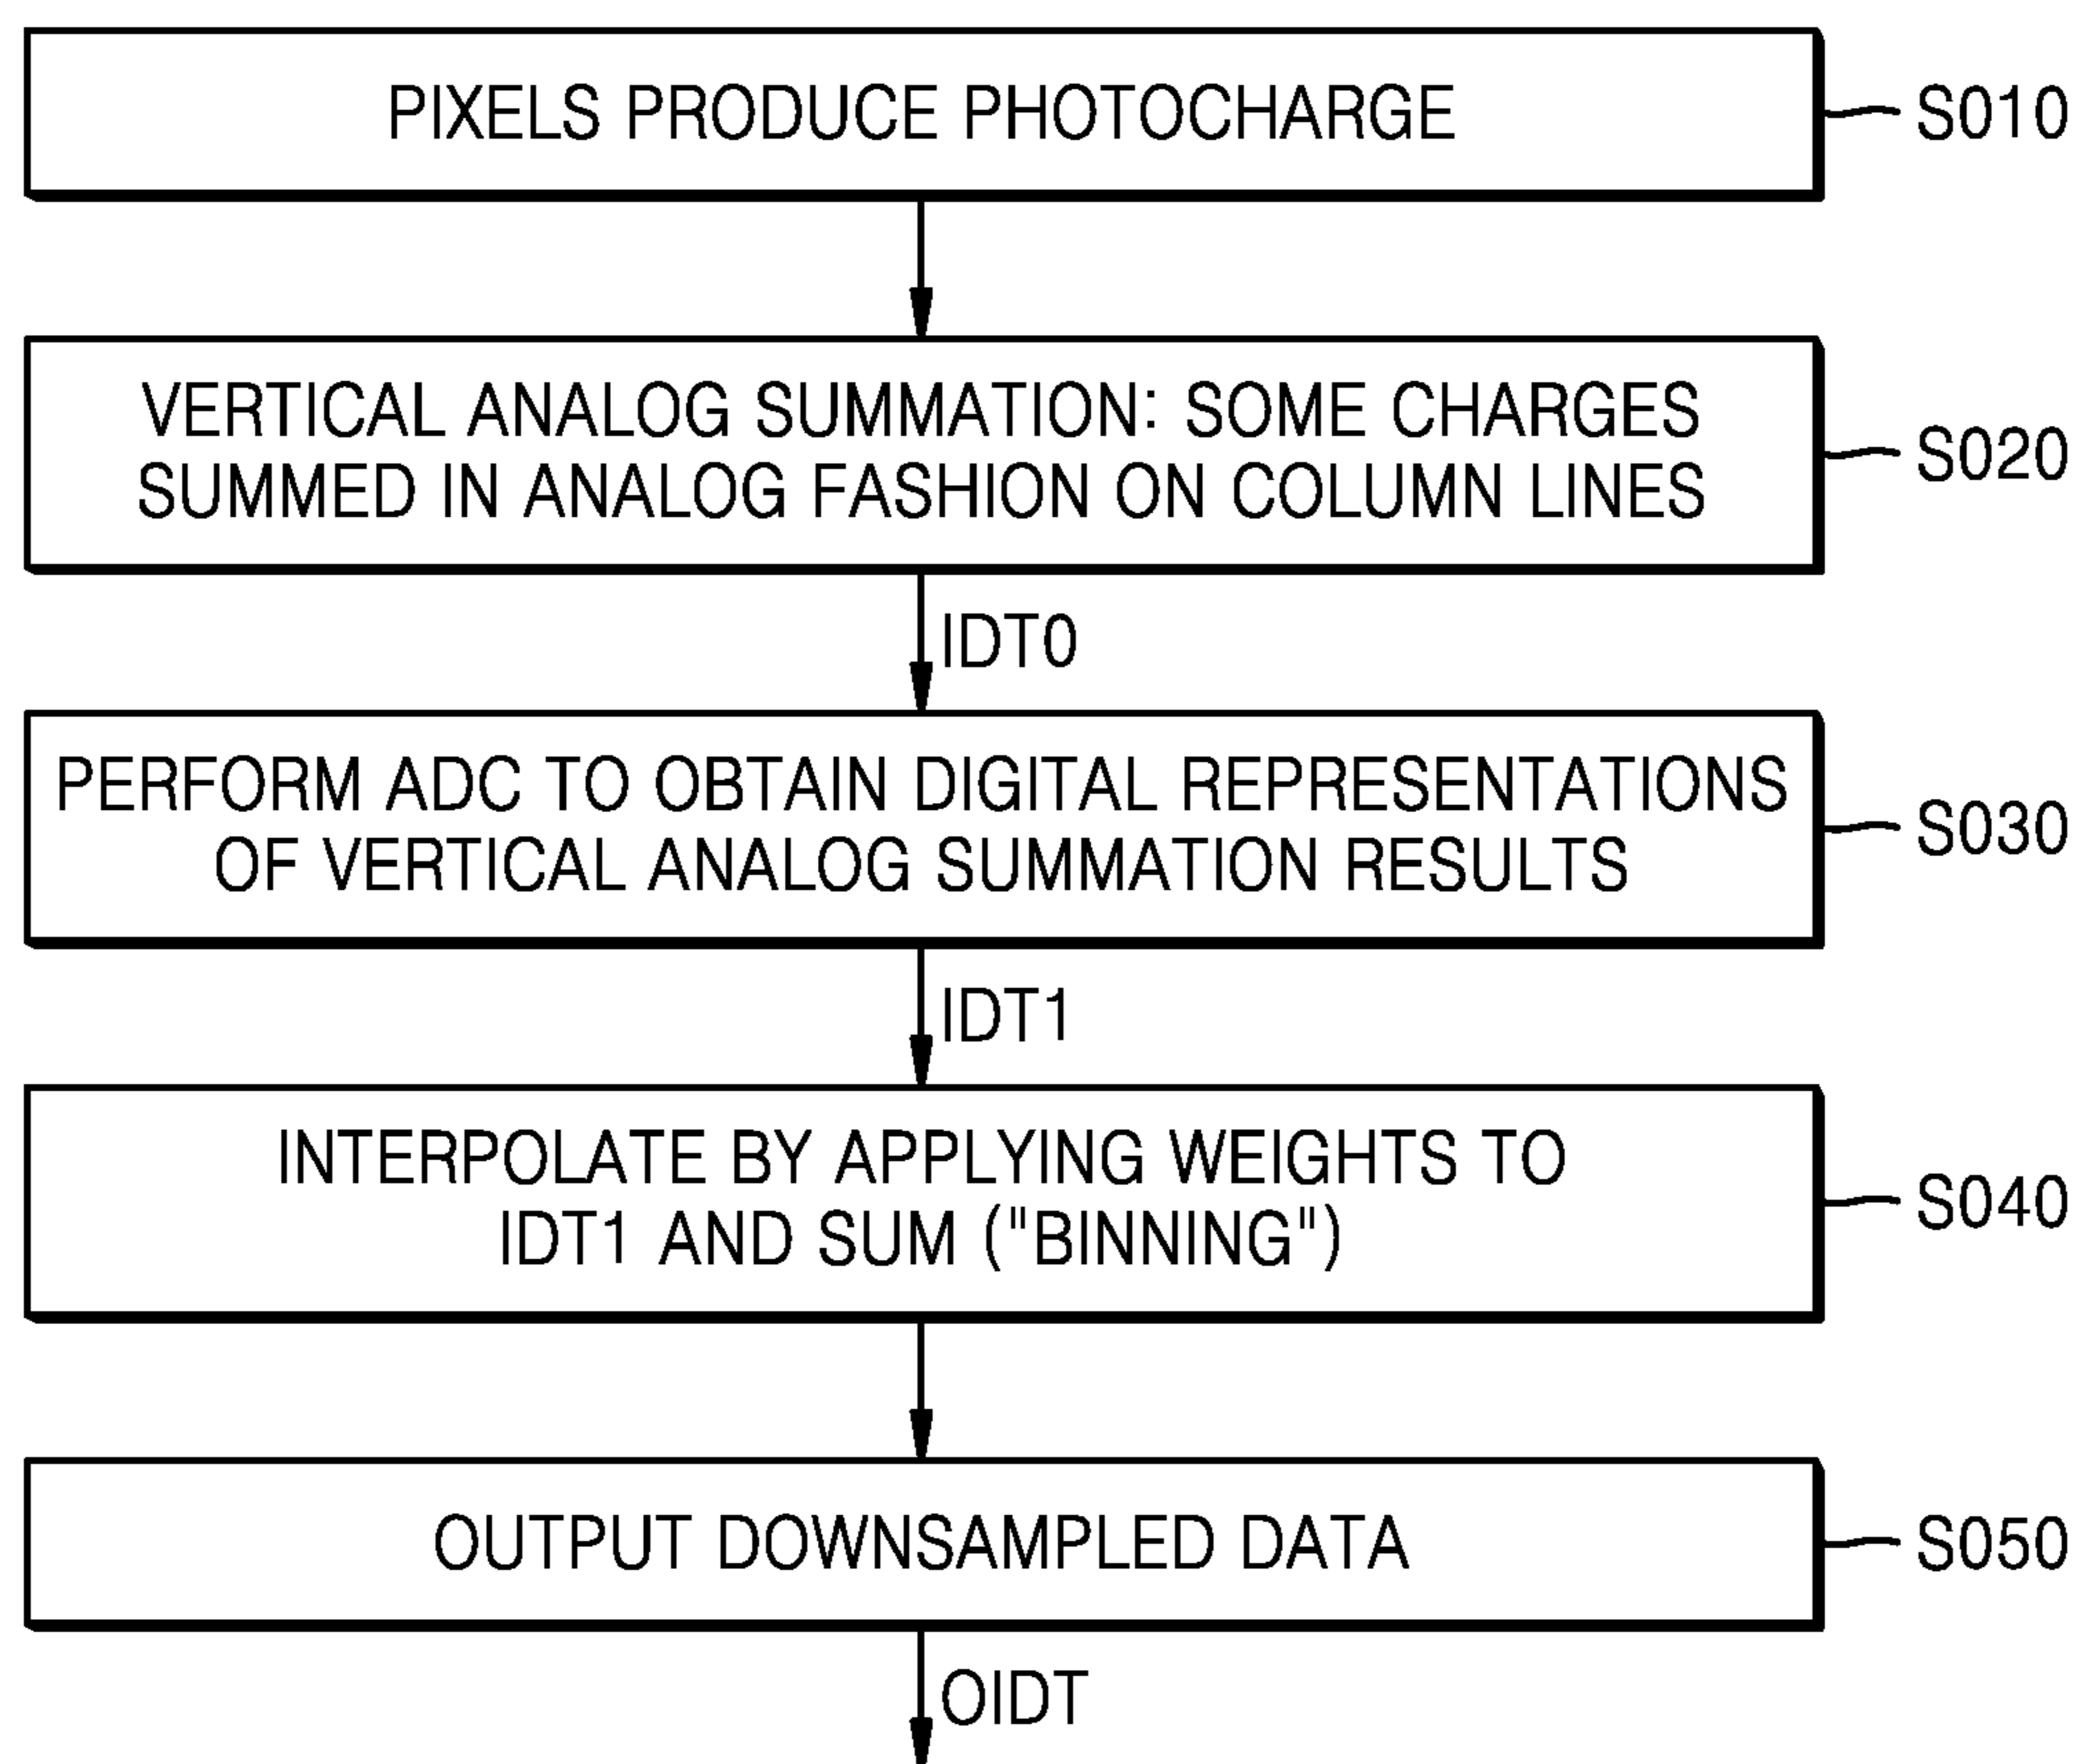 PIXELS PRODUCE PHOTOCHARGE
S010
VERTICAL ANALOG SUMMATION: SOME CHARGES
SUMMED IN ANALOG FASHION ON COLUMN LINES
S020
IDT0
PERFORM ADC TO OBTAIN DIGITAL REPRESENTATIONS
OF VERTICAL ANALOG SUMMATION RESULTS
S030
IDT1
INTERPOLATE BY APPLYING WEIGHTS TO
IDT1 AND SUM ("BINNING")
S040
OUTPUT DOWNSAMPLED DATA
S050
OIDT